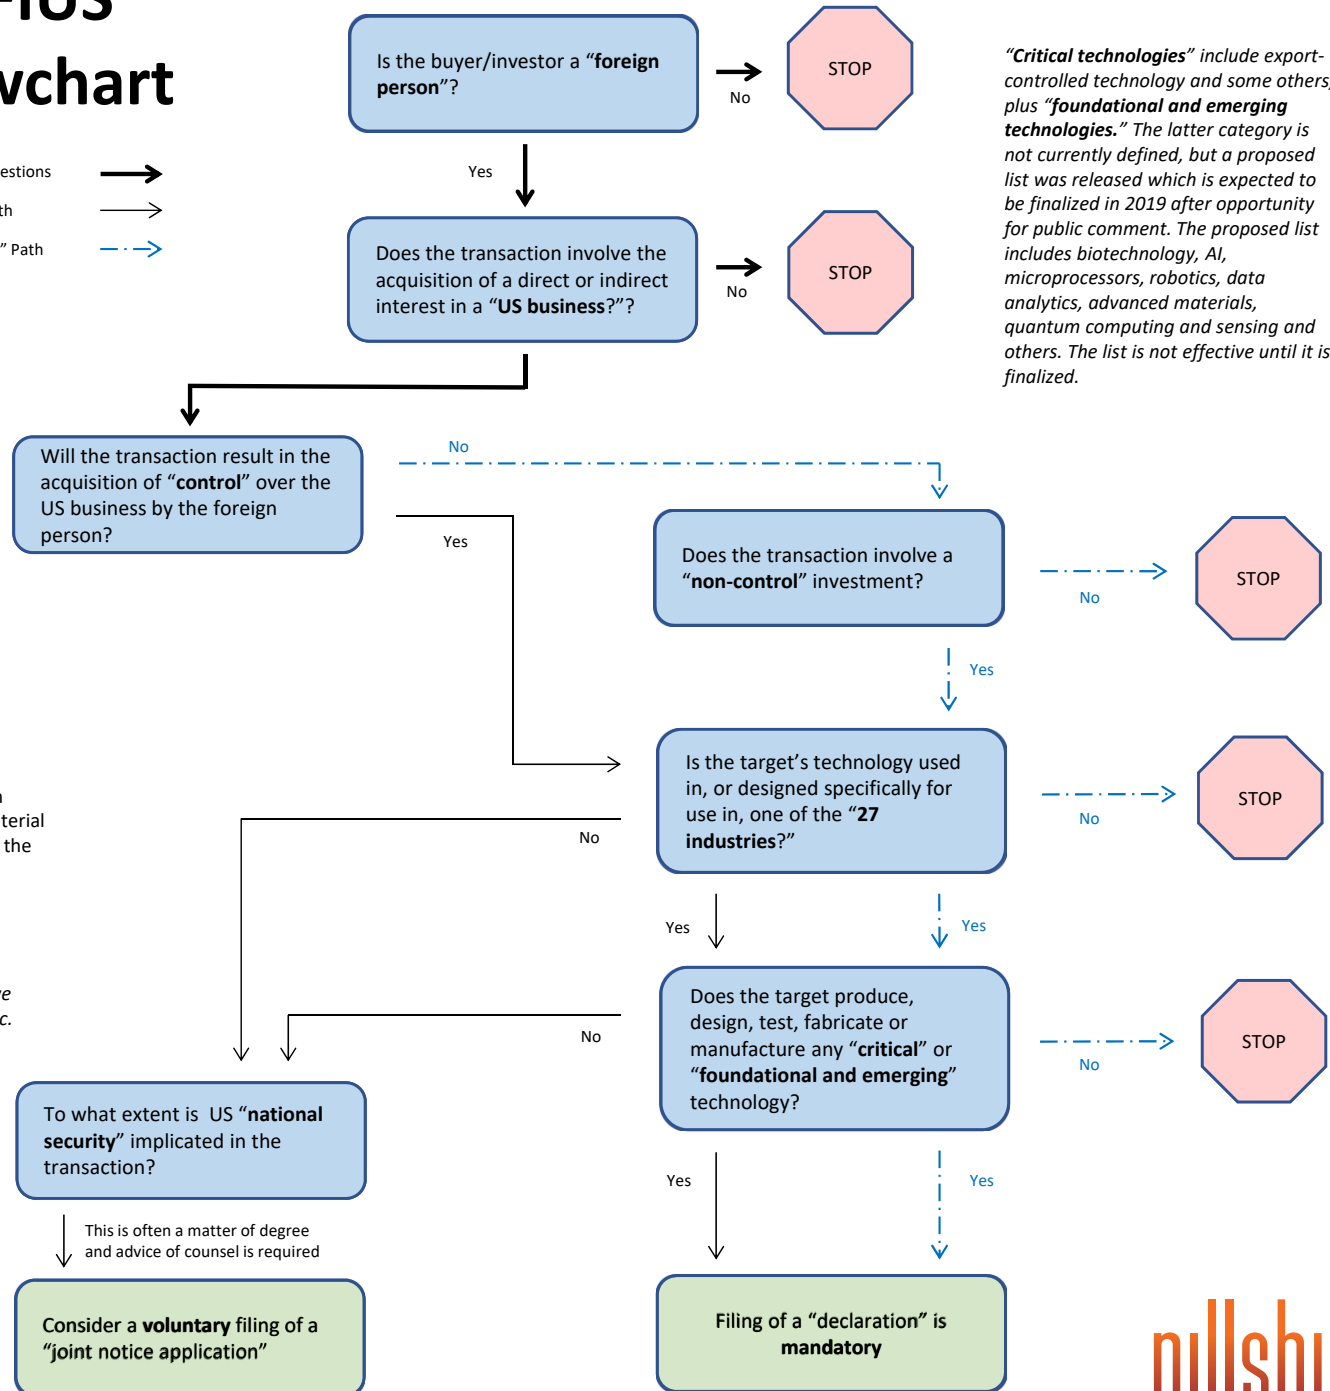 wchart
Is the buyer/investor a “foreign
person”?
No
STOP
Yes
estions
th
” Path
Does the transaction involve the
acquisition of a direct or indirect
interest in a “US business?”?
No
STOP
“Critical technologies” include export-
controlled technology and some others,
plus “foundational and emerging
technologies.” The latter category is
not currently defined, but a proposed
list was released which is expected to
be finalized in 2019 after opportunity
for public comment. The proposed list
includes biotechnology, AI,
microprocessors, robotics, data
analytics, advanced materials,
quantum computing and sensing and
others. The list is not effective until it is
finalized.
Will the transaction result in the
acquisition of “control” over the
US business by the foreign
person?
No
Yes
Does the transaction involve a
“non-control” investment?
No
STOP
Yes
Is the target’s technology used
in, or designed specifically for
use in, one of the “27
industries?”
No
STOP
No
terial
the
Yes
Yes
Does the target produce,
design, test, fabricate or
manufacture any “critical” or
“foundational and emerging”
technology?
No
STOP
No
c.
To what extent is US “national
security” implicated in the
transaction?
Yes
Yes
This is often a matter of degree
and advice of counsel is required
Consider a voluntary filing of a
“joint notice application”
Filing of a “declaration” is
mandatory